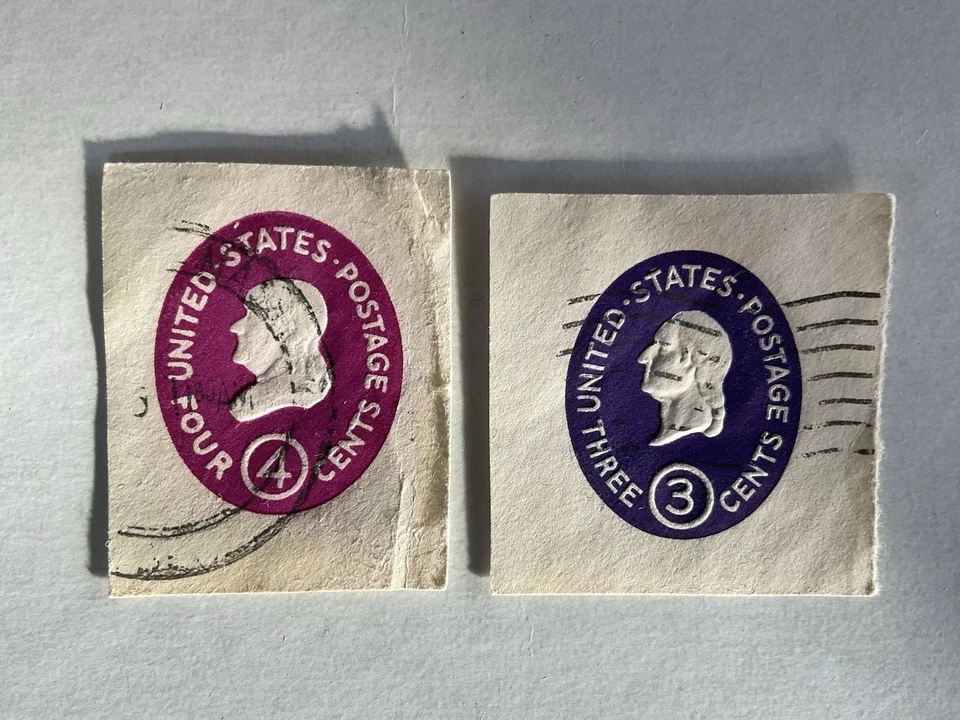 UNITED · STATES · POSTAGE
FOUR 4 CENTS
UNITED · STATES · POSTAGE
THREE 3 CENTS